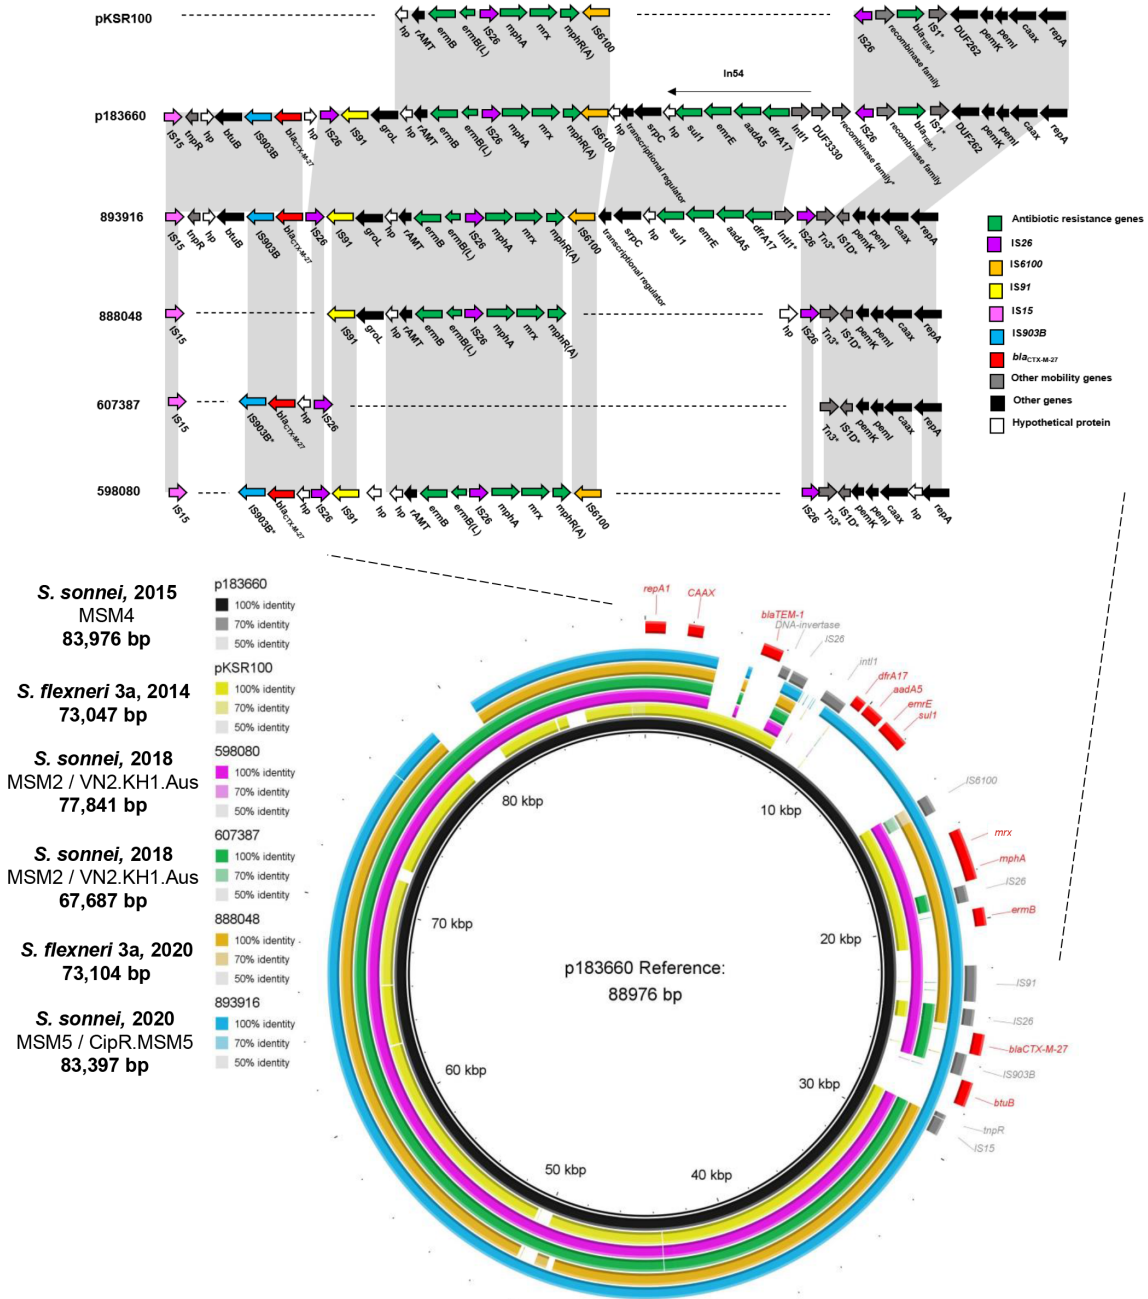 pKSR100
hp rAMT ermB ermB(L) IS26 mphA mrx mphR(A) IS6100 IS26 recombinase family blaTEM-1 IS1* DUF262 pemK pemI caax repA
In54
p183660
IS15 tnpR hp btuB IS903B blaCTX-M-27 hp IS26 IS91 groL hp rAMT ermB ermB(L) IS26 mphA mrx mphR(A) IS6100 hp transcriptional regulator srpC hp sul1 emrE aadA5 dfrA17 IntI1 DUF3330 recombinase family* IS26 recombinase family blaTEM-1 IS1* DUF262 pemK pemI caax repA
893916
IS15 tnpR hp btuB IS903B blaCTX-M-27 IS26 IS91 groL hp rAMT ermB ermB(L) IS26 mphA mrx mphR(A) IS6100 transcriptional regulator srpC hp sul1 emrE aadA5 dfrA17 IntI1* IS26 Tn3* IS1D* pemK pemI caax repA
888048
IS15 IS91 groL hp rAMT ermB ermB(L) IS26 mphA mrx mphR(A) hp IS26 Tn3* IS1D* pemK pemI caax repA
607387
IS15 IS903B* blaCTX-M-27 hp IS26 Tn3* IS1D* pemK pemI caax repA
598080
IS15 IS903B* blaCTX-M-27 hp IS26 IS91 hp hp rAMT ermB ermB(L) IS26 mphA mrx mphR(A) IS6100 IS26 Tn3* IS1D* pemK pemI caax hp repA
Antibiotic resistance genes
IS26
IS6100
IS91
IS15
IS903B
blaCTX-M-27
Other mobility genes
Other genes
Hypothetical protein
S. sonnei, 2015
MSM4
83,976 bp
S. flexneri 3a, 2014
73,047 bp
S. sonnei, 2018
MSM2 / VN2.KH1.Aus
77,841 bp
S. sonnei, 2018
MSM2 / VN2.KH1.Aus
67,687 bp
S. flexneri 3a, 2020
73,104 bp
S. sonnei, 2020
MSM5 / CipR.MSM5
83,397 bp
p183660
100% identity
70% identity
50% identity
pKSR100
100% identity
70% identity
50% identity
598080
100% identity
70% identity
50% identity
607387
100% identity
70% identity
50% identity
888048
100% identity
70% identity
50% identity
893916
100% identity
70% identity
50% identity
repA1
CAAX
blaTEM-1
DNA-invertase
IS26
intI1
dfrA17
aadA5
emrE
sul1
IS6100
mrx
mphA
IS26
ermB
IS91
IS26
blaCTX-M-27
IS903B
btuB
tnpR
IS15
10 kbp
20 kbp
30 kbp
40 kbp
50 kbp
60 kbp
70 kbp
80 kbp
p183660 Reference:
88976 bp